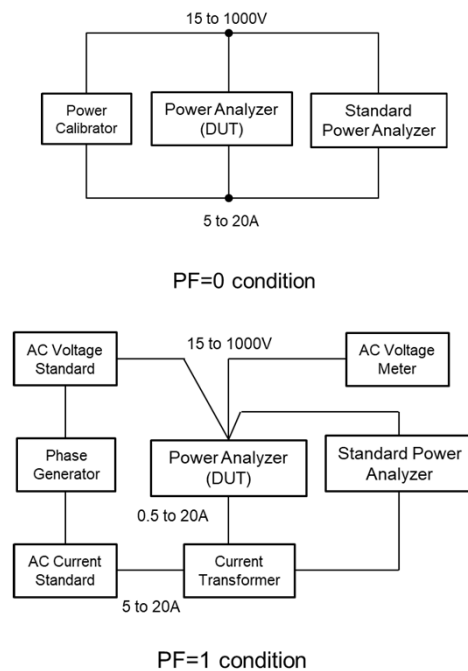 15 to 1000V
Power
Calibrator
Power Analyzer
(DUT)
Standard
Power Analyzer
5 to 20A
PF=0 condition
15 to 1000V
AC Voltage
Standard
AC Voltage
Meter
Phase
Generator
Power Analyzer
(DUT)
Standard Power
Analyzer
0.5 to 20A
AC Current
Standard
Current
Transformer
5 to 20A
PF=1 condition